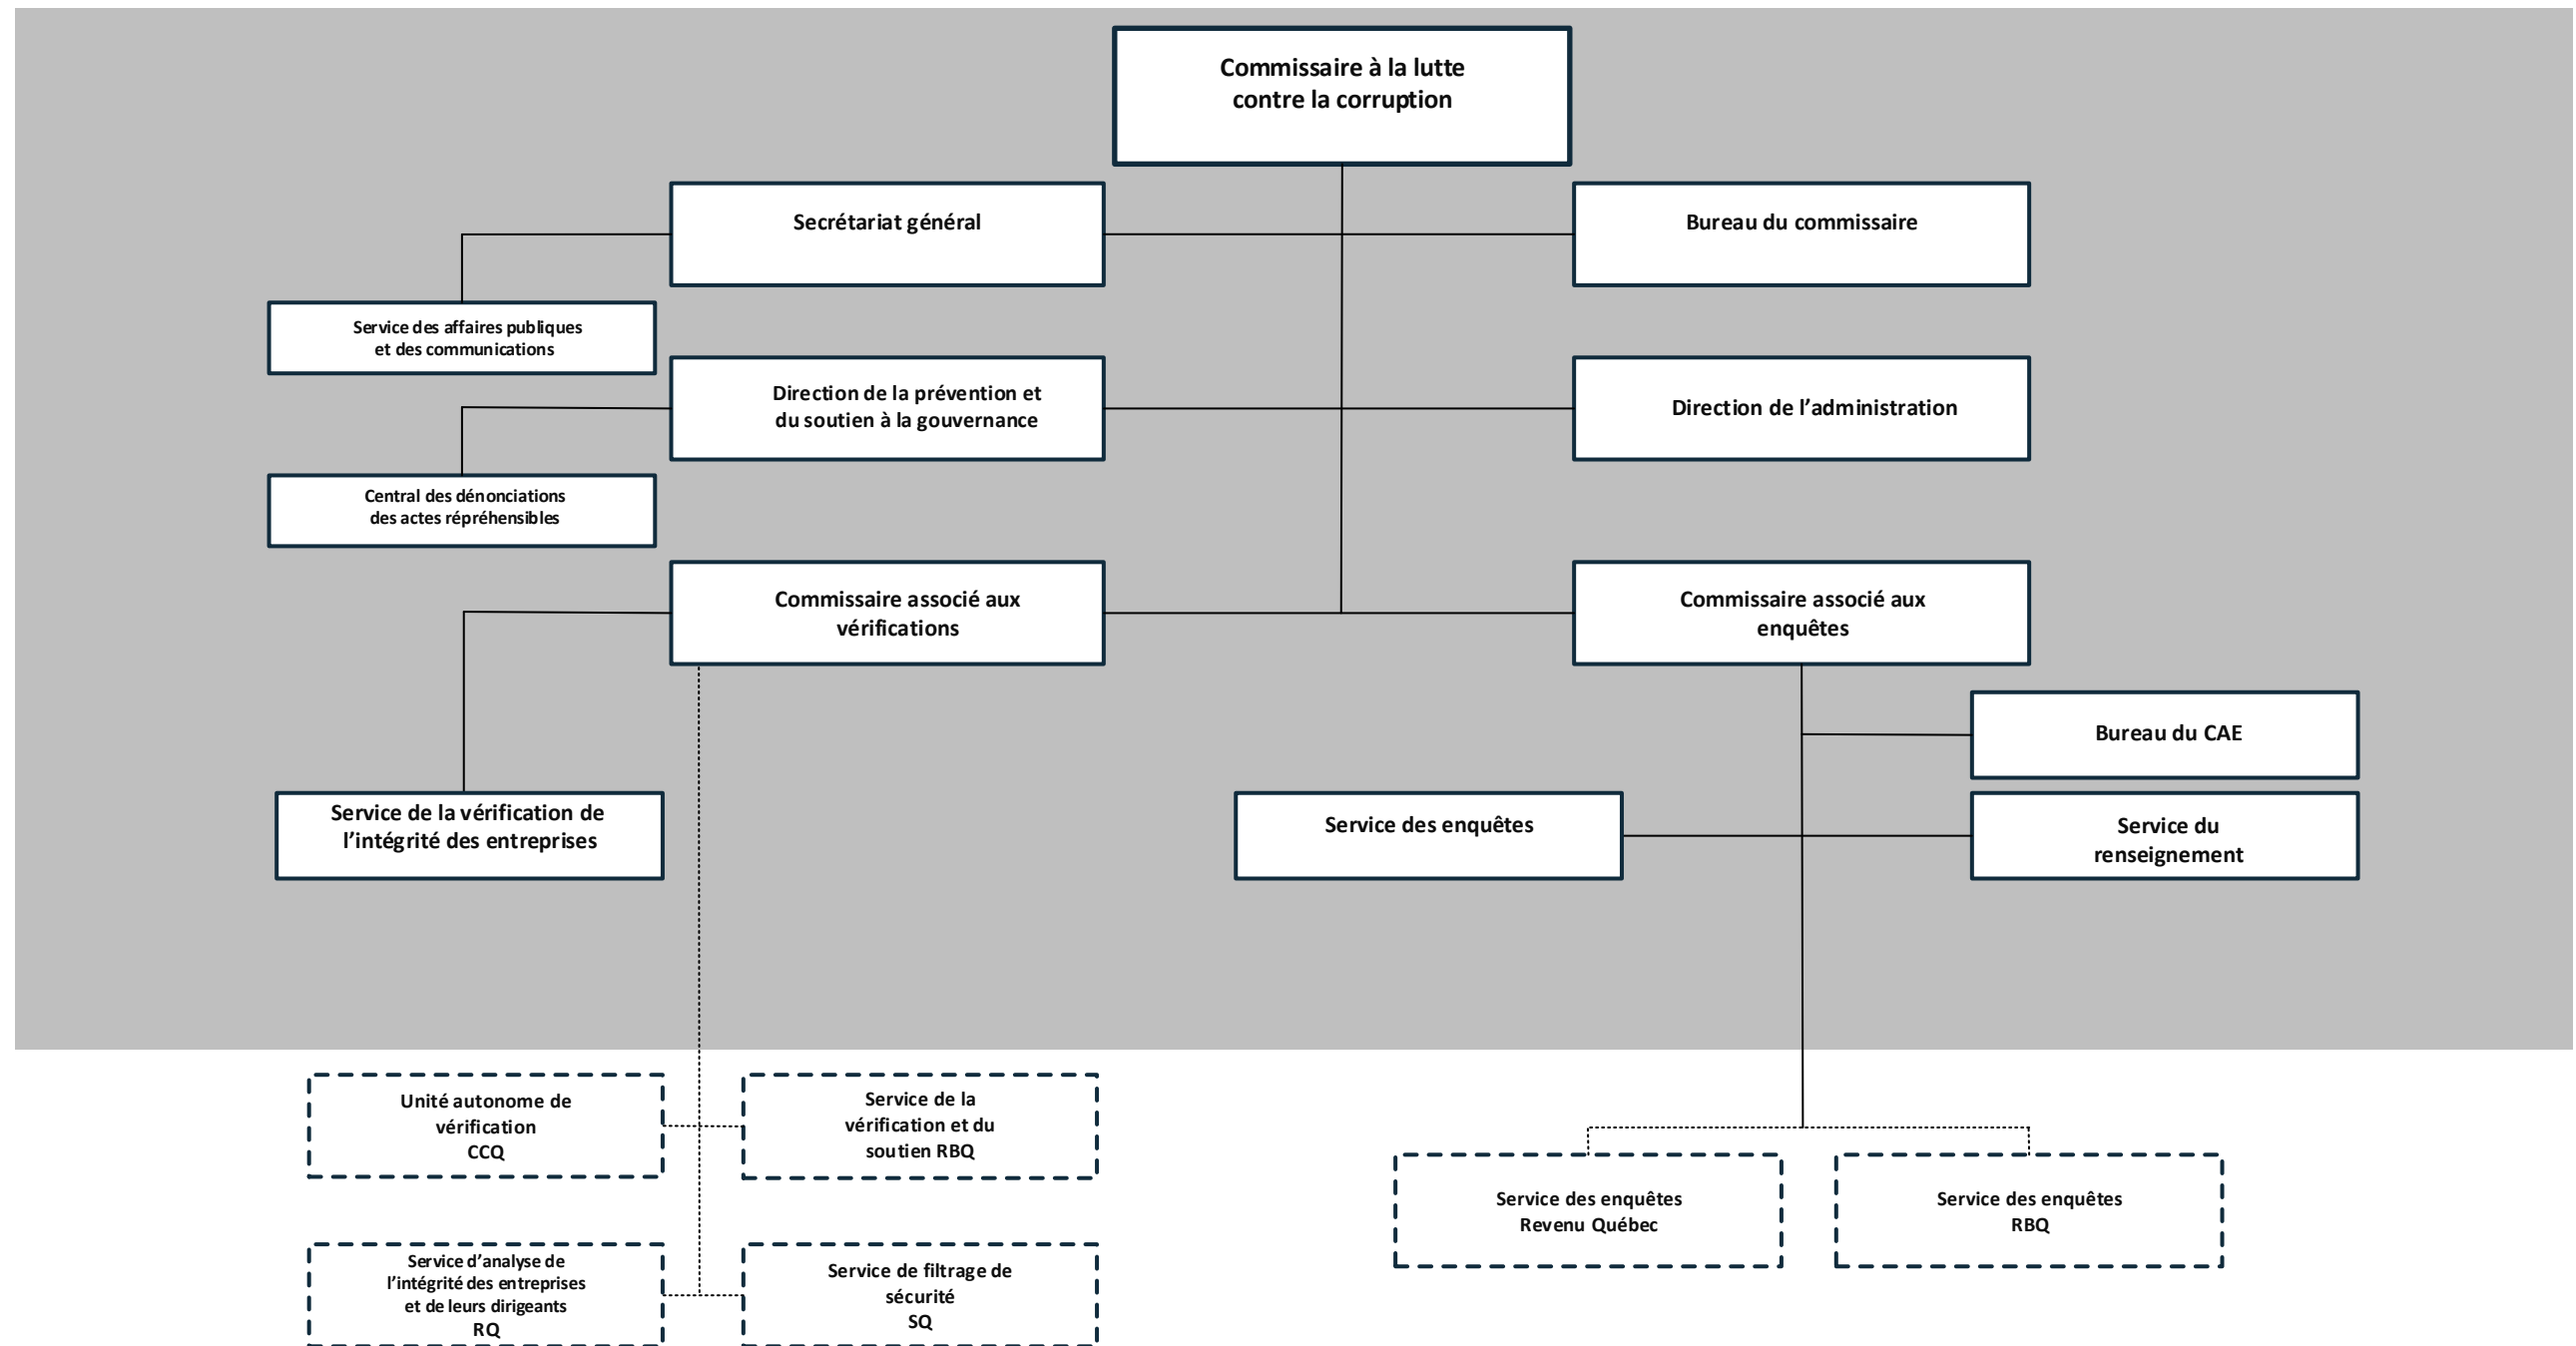 Commissaire à la lutte
contre la corruption
Secrétariat général
Bureau du commissaire
Service des affaires publiques
et des communications
Direction de la prévention et
du soutien à la gouvernance
Direction de l’administration
Central des dénonciations
des actes répréhensibles
Commissaire associé aux
vérifications
Commissaire associé aux
enquêtes
Bureau du CAE
Service de la vérification de
l’intégrité des entreprises
Service des enquêtes
Service du
renseignement
Unité autonome de
vérification
CCQ
Service de la
vérification et du
soutien RBQ
Service des enquêtes
Revenu Québec
Service des enquêtes
RBQ
Service d’analyse de
l’intégrité des entreprises
et de leurs dirigeants
RQ
Service de filtrage de
sécurité
SQ